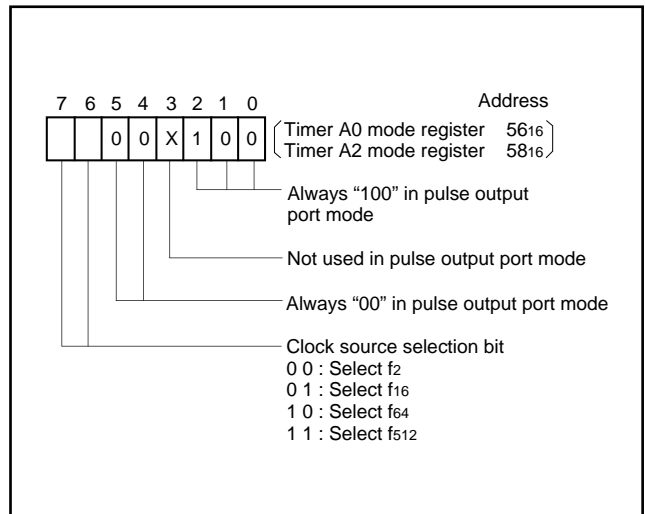 7 6 5 4 3 2 1 0 Address
0 0 X 1 0 0
Timer A0 mode register 5616
Timer A2 mode register 5816
Always “100” in pulse output
port mode
Not used in pulse output port mode
Always “00” in pulse output port mode
Clock source selection bit
0 0 : Select f2
0 1 : Select f16
1 0 : Select f64
1 1 : Select f512